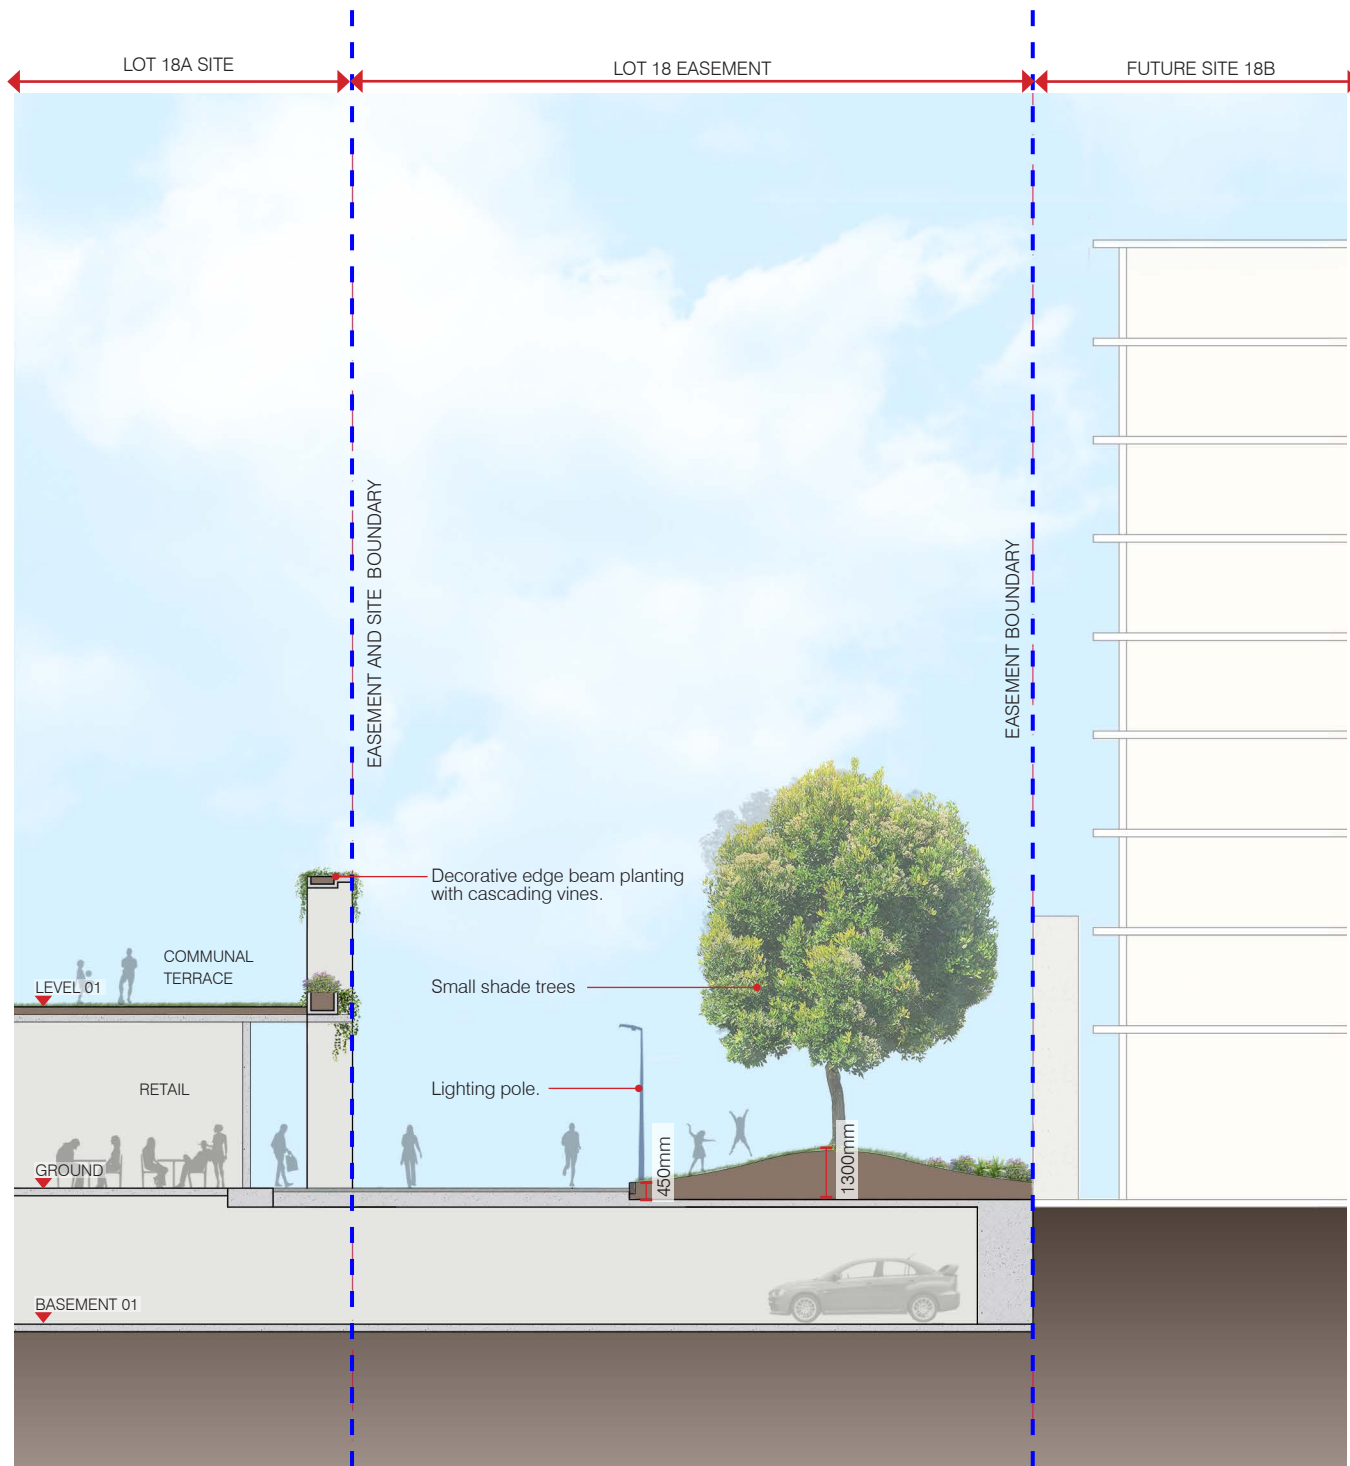 LOT 18A SITE
LOT 18 EASEMENT
FUTURE SITE 18B
EASEMENT AND SITE BOUNDARY
EASEMENT BOUNDARY
Decorative edge beam planting
with cascading vines.
COMMUNAL
TERRACE
LEVEL 01
Small shade trees
RETAIL
Lighting pole.
450mm
1300mm
GROUND
BASEMENT 01